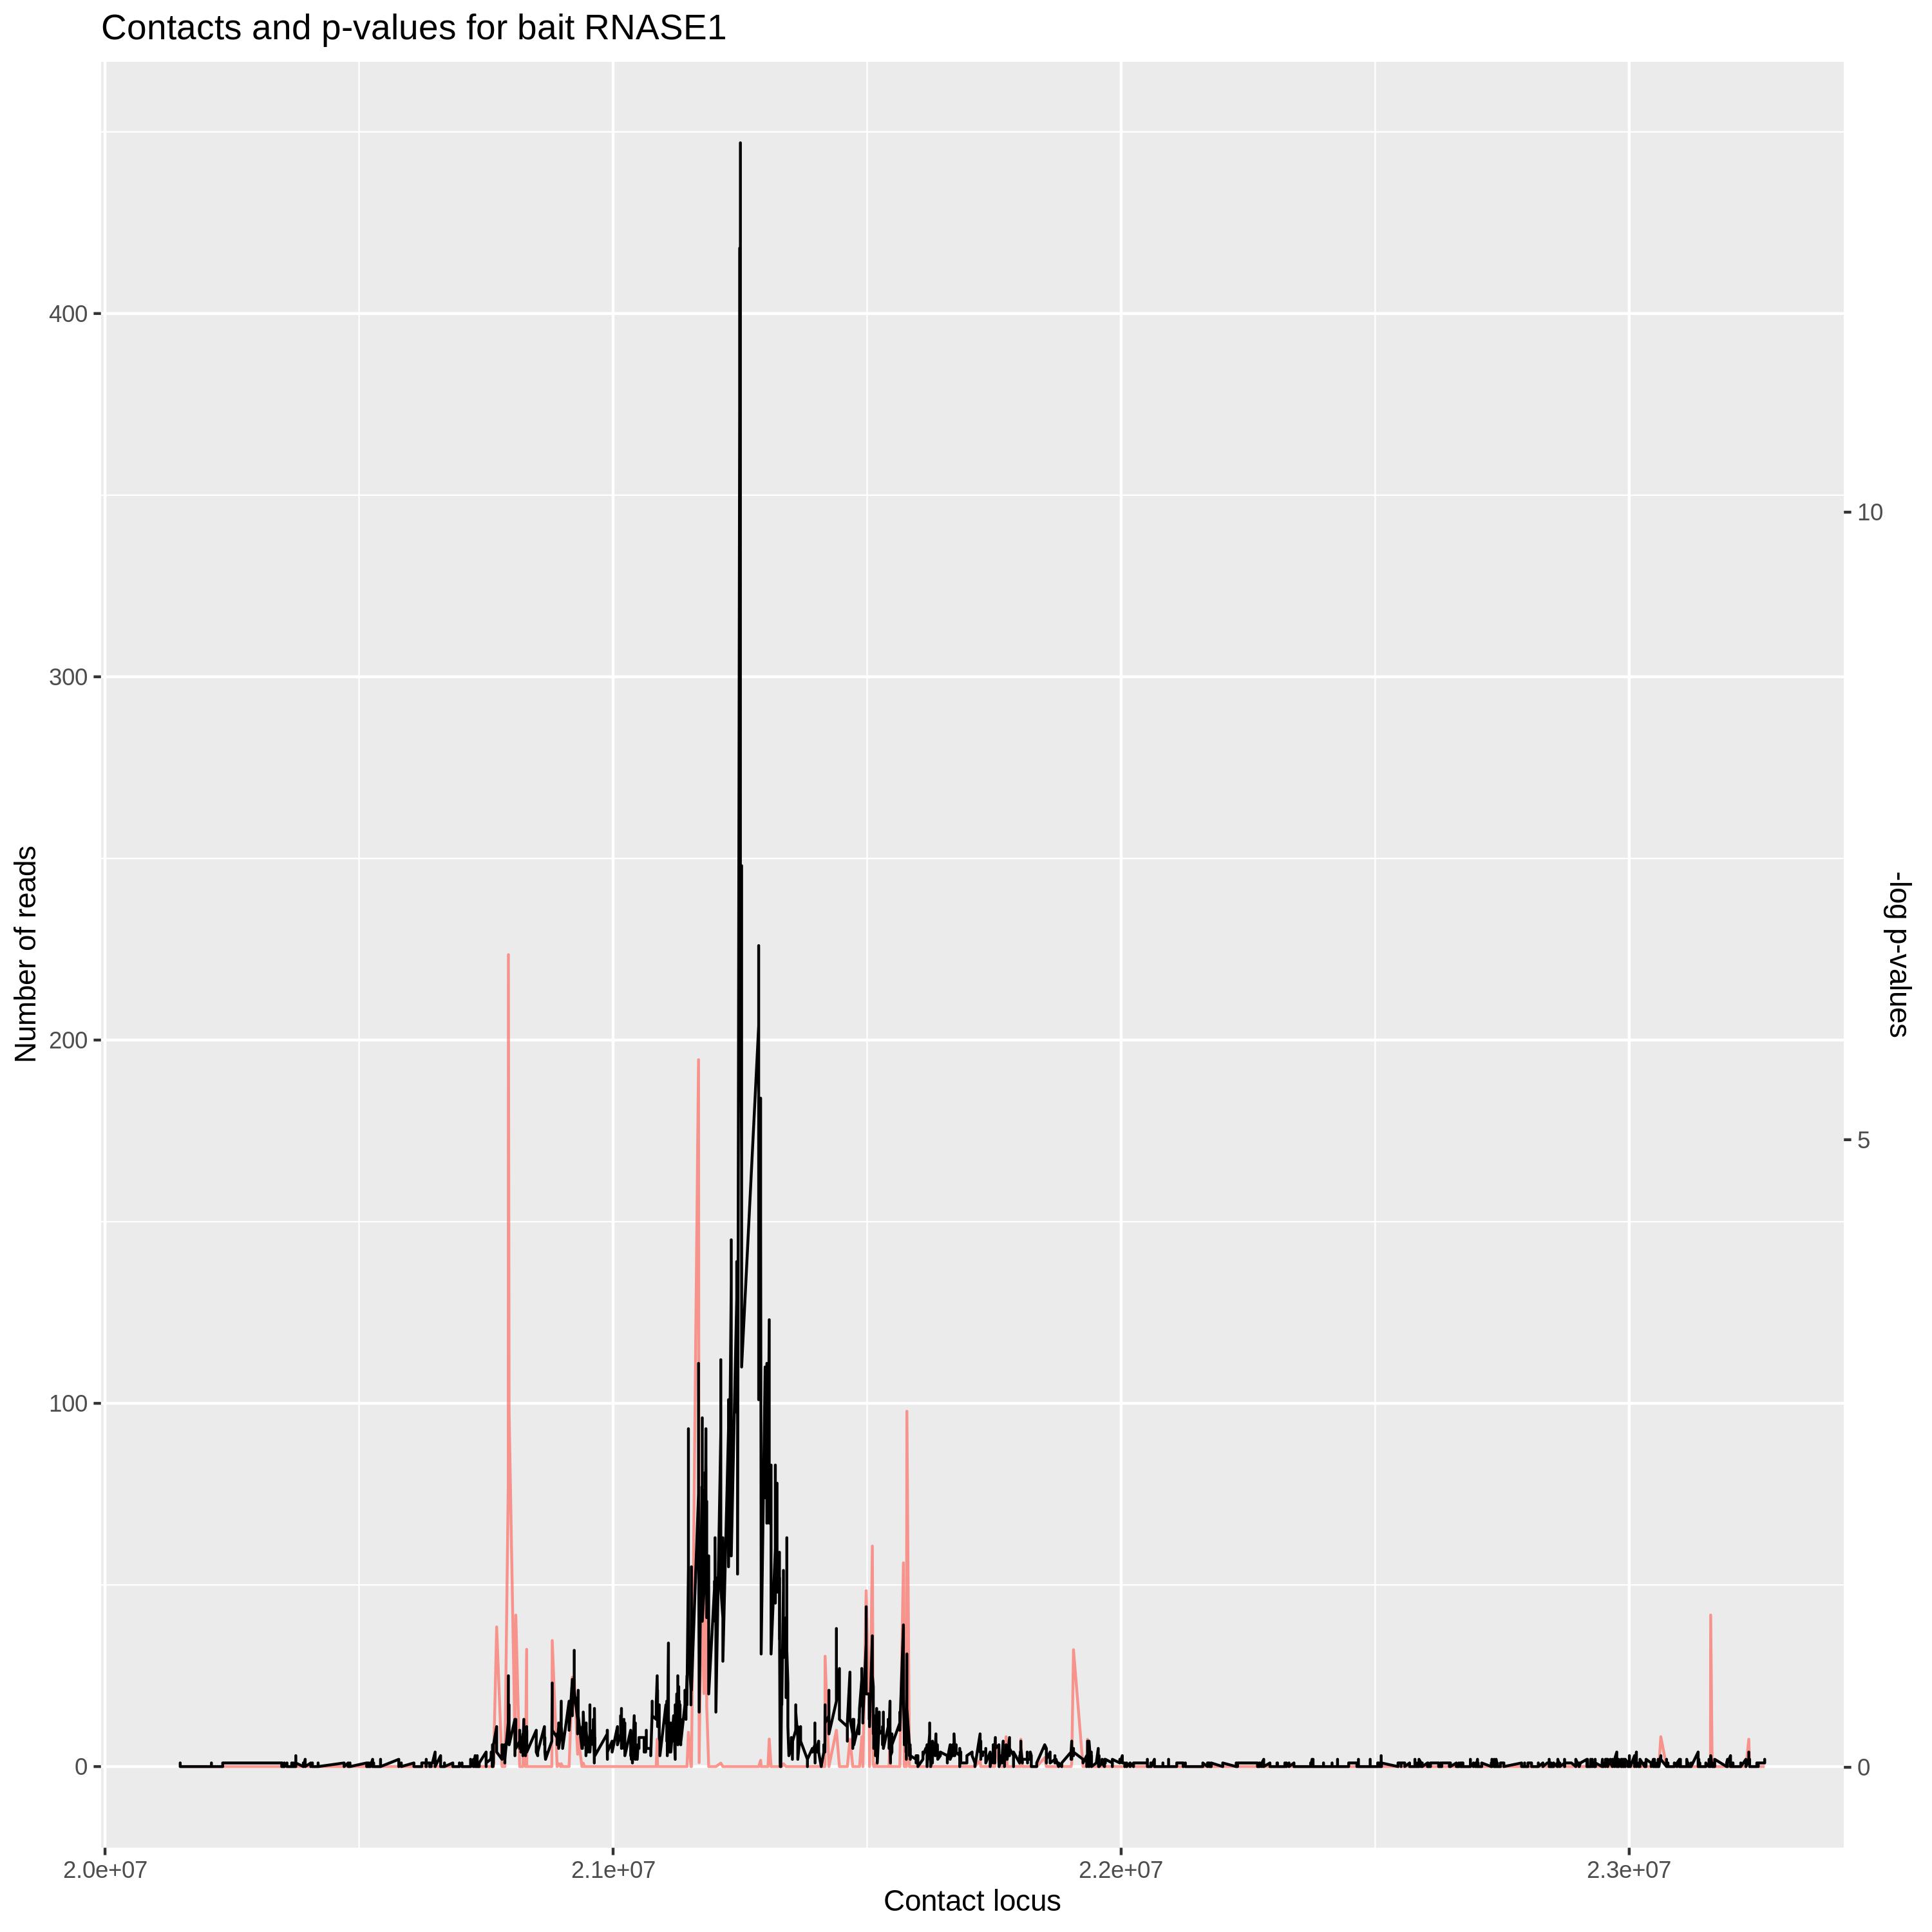 Contacts and p-values for bait RNASE1
400
300
200
100
0
Number of reads
10
5
0
-log p-values
2.0e+07
2.1e+07
2.2e+07
2.3e+07
Contact locus